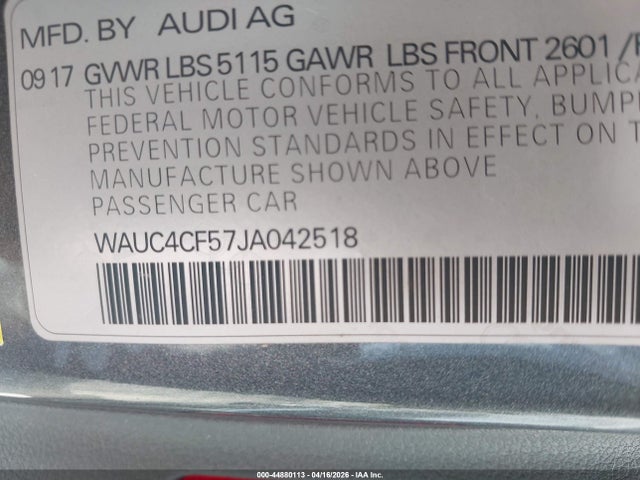 MFD. BY AUDI AG
09 17 GVWR LBS 5115 GAWR LBS FRONT 2601
THIS VEHICLE CONFORMS TO ALL
FEDERAL MOTOR VEHICLE SAFETY,
PREVENTION STANDARDS IN EFFECT ON
MANUFACTURE SHOWN ABOVE
PASSENGER CAR
WAUC4CF57JA042518
000-44880113 - 04/16/2026 - Copyright © IAA, Inc.